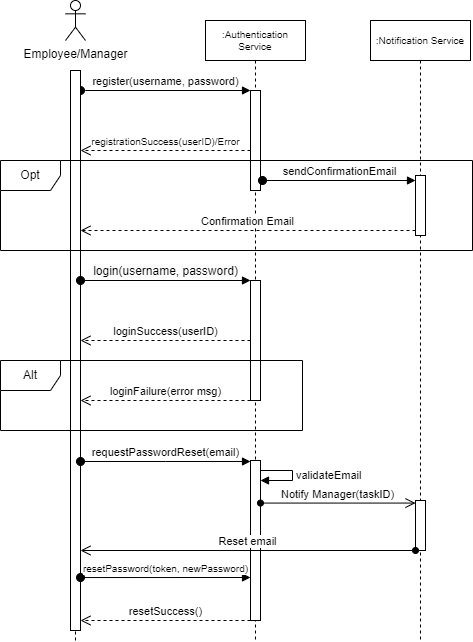 :Authentication
Service
:Notification Service
Employee/Manager
register(username, password)
registrationSuccess(userID)/Error
Opt
sendConfirmationEmail
Confirmation Email
login(username, password)
loginSuccess(userID)
Alt
loginFailure(error msg)
requestPasswordReset(email)
validateEmail
Notify Manager(taskID)
Reset email
resetPassword(token, newPassword)
resetSuccess()